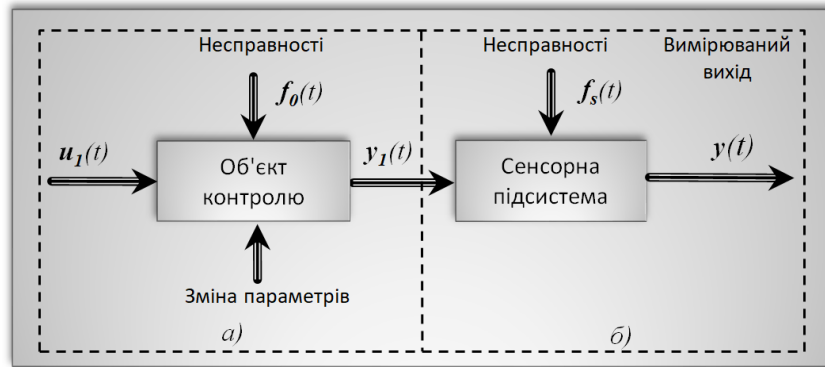 Несправності
Несправності
Вимірюваний
вихід
f₀(t)
fₛ(t)
u₁(t)
Об'єкт
контролю
y₁(t)
Сенсорна
підсистема
y(t)
Зміна параметрів
а)
б)